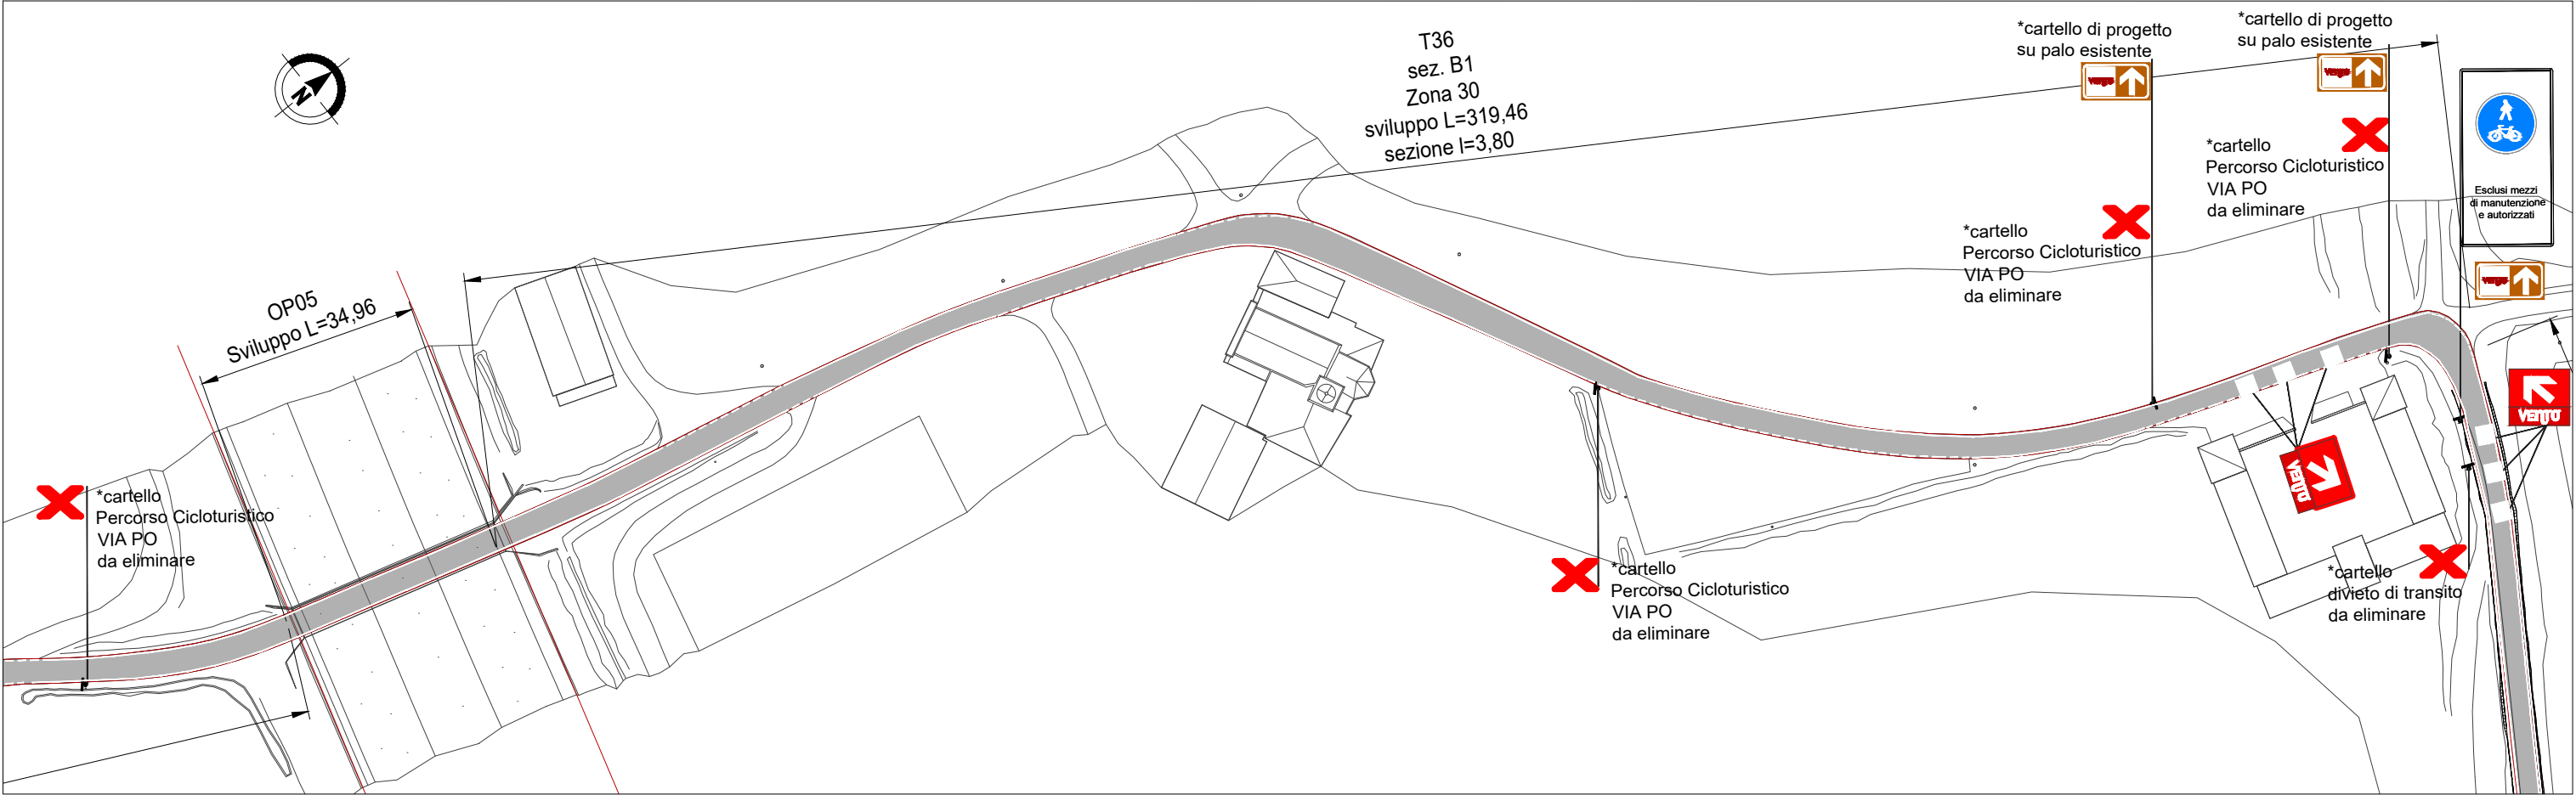 N
OP05
Sviluppo L=34,96
T36
sez. B1
Zona 30
sviluppo L=319,46
sezione l=3,80
*cartello di progetto
su palo esistente
VENTO
*cartello di progetto
su palo esistente
VENTO
*cartello
Percorso Cicloturistico
VIA PO
da eliminare
*cartello
Percorso Cicloturistico
VIA PO
da eliminare
Esclusi mezzi
di manutenzione
e autorizzati
VENTO
VENTO
VENTO
*cartello
Percorso Cicloturistico
VIA PO
da eliminare
*cartello
Percorso Cicloturistico
VIA PO
da eliminare
*cartello
divieto di transito
da eliminare